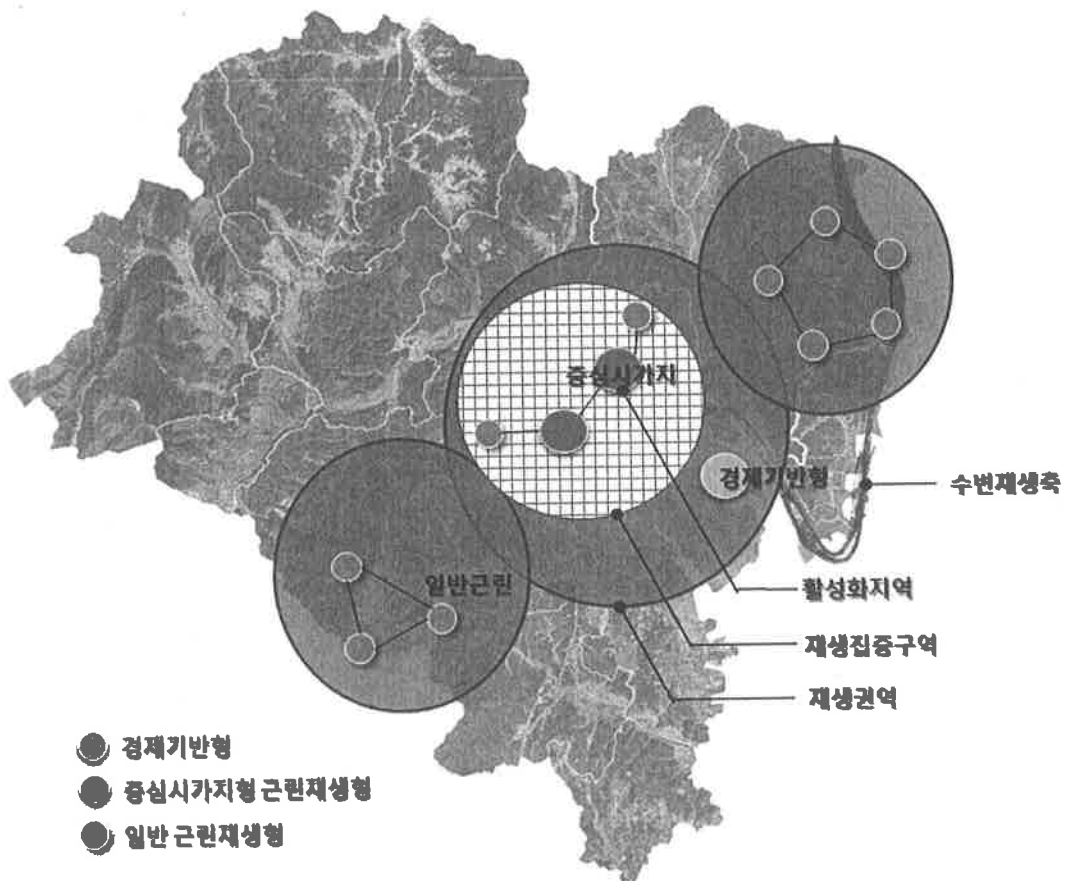 중심시가지
경제기반형
수변재생축
일반근린
활성화지역
재생집중구역
재생권역
경제기반형
중심시가지형 근린재생형
일반 근린재생형